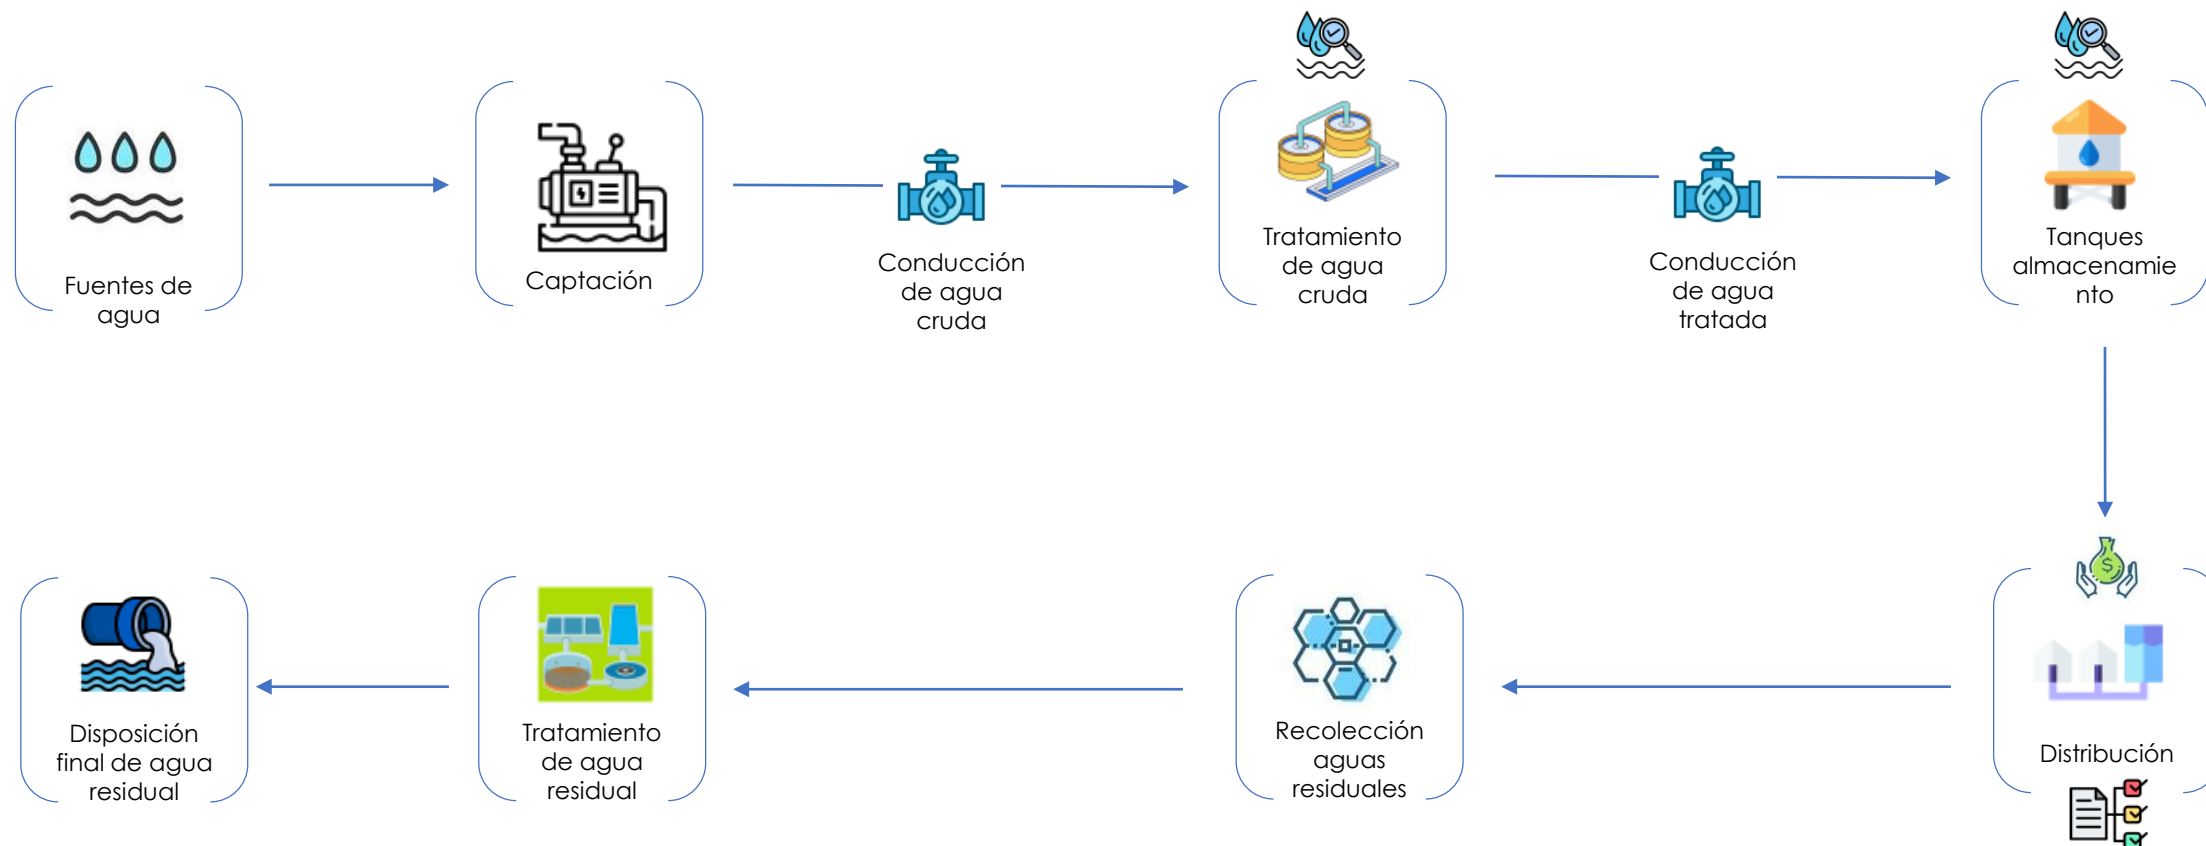 Fuentes de
agua
Captación
Conducción
de agua
cruda
Tratamiento
de agua
cruda
Conducción
de agua
tratada
Tanques
almacenamie
nto
Disposición
final de agua
residual
Tratamiento
de agua
residual
Recolección
aguas
residuales
$
Distribución